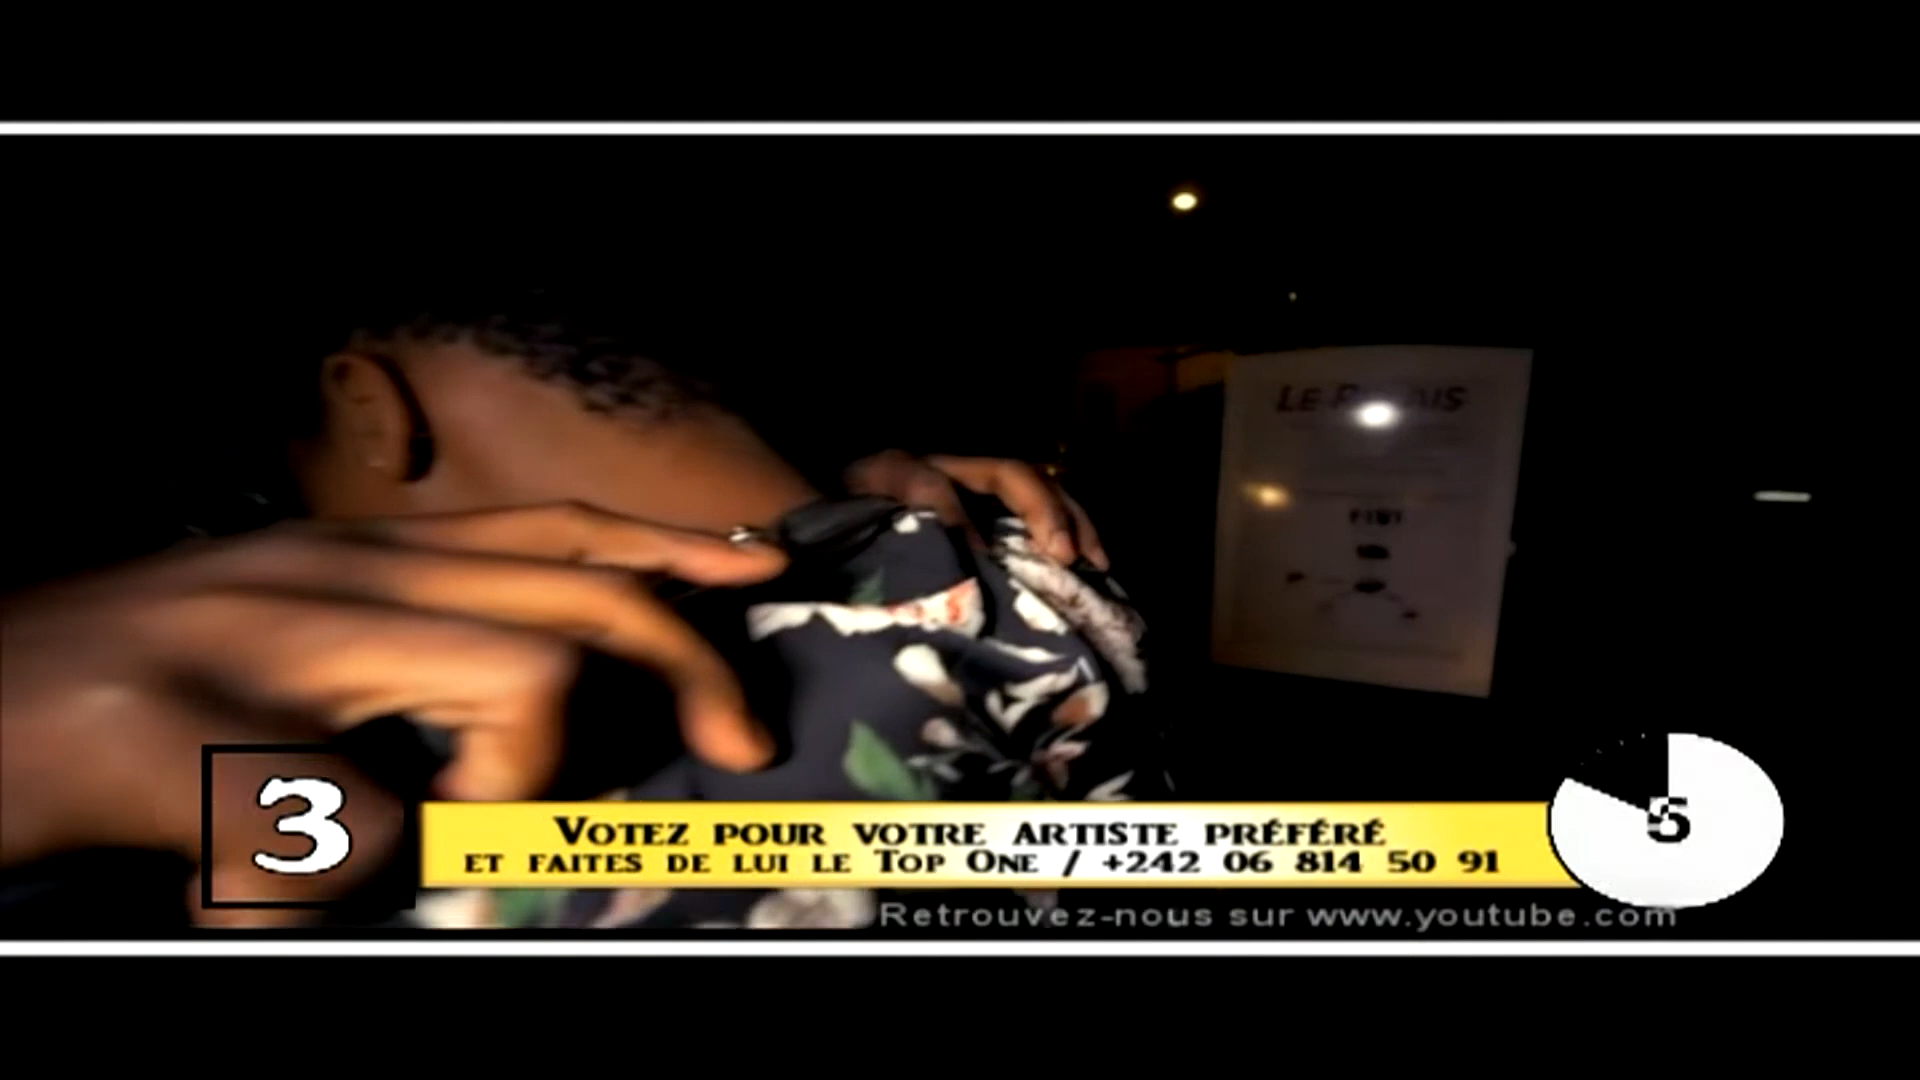 LE
3
VOTEZ POUR VOTRE ARTISTE PRÉFÉRÉ
ET FAITES DE LUI LE TOP ONE / +242 06 814 50 91
5
Retrouvez-nous sur www.youtube.com